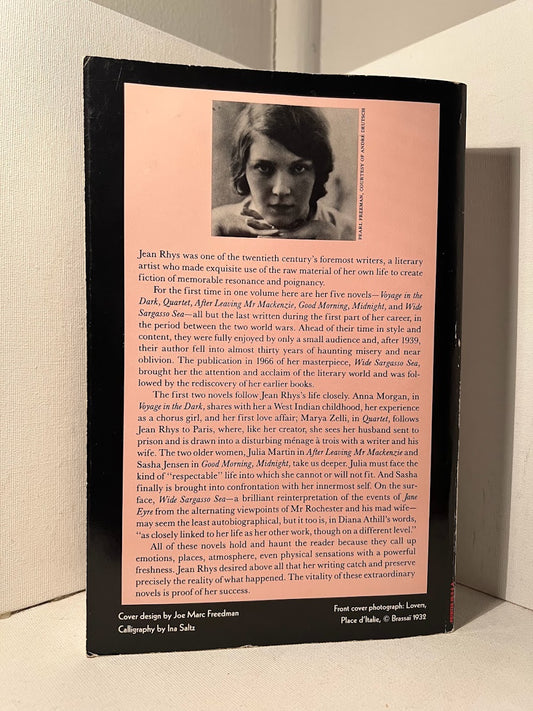 PEARL FREEMAN, COURTESY OF ANDRÉ DEUTSCH
Jean Rhys was one of the twentieth century's foremost writers, a literary
artist who made exquisite use of the raw material of her own life to create
fiction of memorable resonance and poignancy.
For the first time in one volume here are her five novels—Voyage in the
Dark, Quartet, After Leaving Mr Mackenzie, Good Morning, Midnight, and Wide
Sargasso Sea—all but the last written during the first part of her career, in
the period between the two world wars. Ahead of their time in style and
content, they were fully enjoyed by only a small audience and, after 1939,
their author fell into almost thirty years of haunting misery and near
oblivion. The publication in 1966 of her masterpiece, Wide Sargasso Sea,
brought her the attention and acclaim of the literary world and was fol-
lowed by the rediscovery of her earlier books.
The first two novels follow Jean Rhys's life closely. Anna Morgan, in
Voyage in the Dark, shares with her a West Indian childhood, her experience
as a chorus girl, and her first love affair; Marya Zelli, in Quartet, follows
Jean Rhys to Paris, where, like her creator, she sees her husband sent to
prison and is drawn into a disturbing ménage à trois with a writer and his
wife. The two older women, Julia Martin in After Leaving Mr Mackenzie and
Sasha Jensen in Good Morning, Midnight, take us deeper. Julia must face the
kind of "respectable" life into which she cannot or will not fit. And Sasha
finally is brought into confrontation with her innermost self. On the sur-
face, Wide Sargasso Sea—a brilliant reinterpretation of the events of Jane
Eyre from the alternating viewpoints of Mr Rochester and his mad wife—
may seem the least autobiographical, but it too is, in Diana Athill's words,
"as closely linked to her life as her other work, though on a different level."
All of these novels hold and haunt the reader because they call up
emotions, places, atmosphere, even physical sensations with a powerful
freshness. Jean Rhys desired above all that her writing catch and preserve
precisely the reality of what happened. The vitality of these extraordinary
novels is proof of her success.
Cover design by Joe Marc Freedman
Calligraphy by Ina Saltz
Front cover photograph: Lovers,
Place d'Italie, © Brassaï 1932